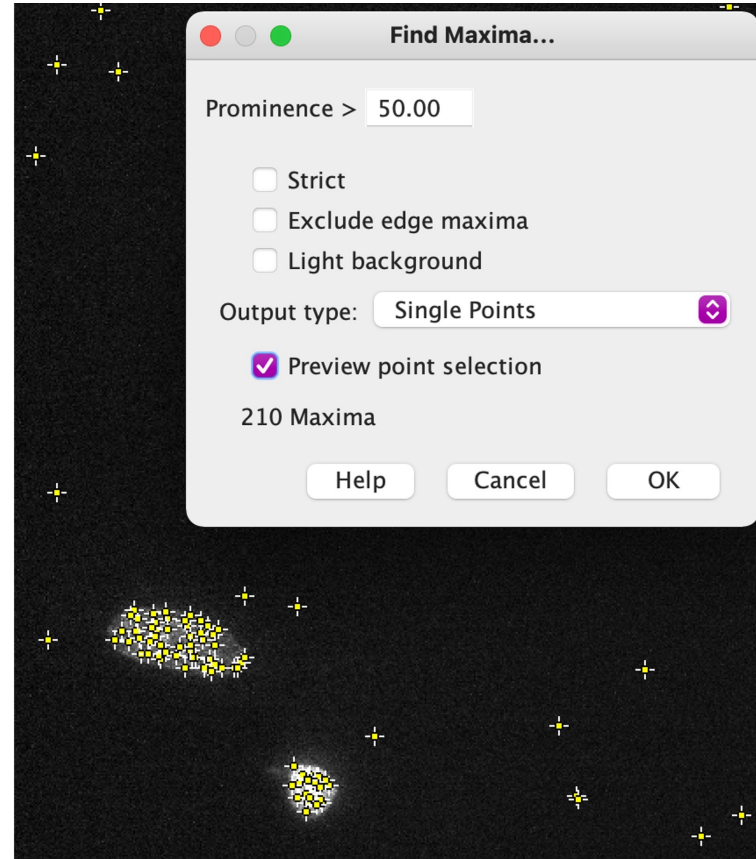 Find Maxima...
Prominence > 50.00
Strict
Exclude edge maxima
Light background
Output type: Single Points
Preview point selection
210 Maxima
Help Cancel OK